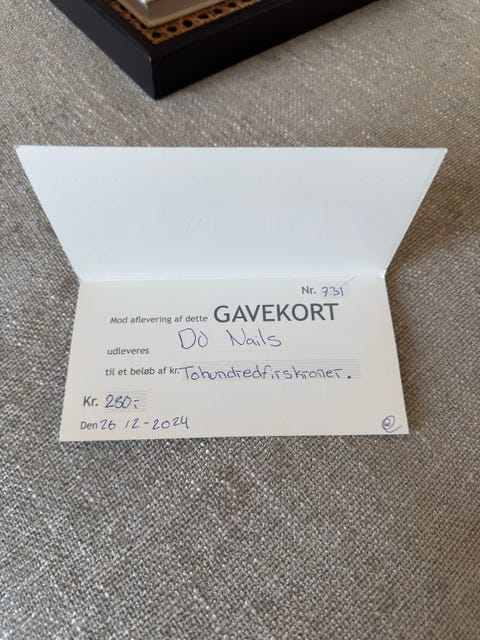 Nr. 731
Mod aflevering af dette GAVEKORT
udleveres DO Nails
til et beløb af kr. Tohundredfirskroner.
Kr. 280,-
Den 26 12-2024